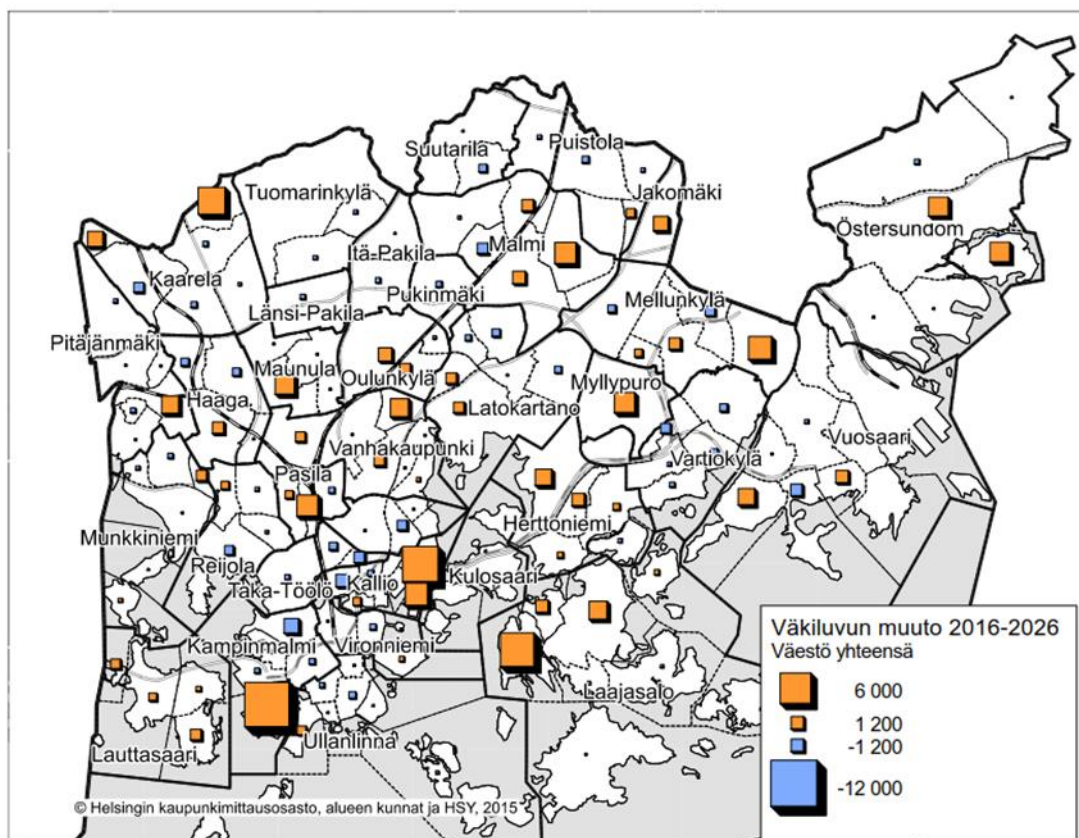 Suutarila
Puistola
Tuomarinkylä
Jakomäki
Östersundom
Itä-Pakila
Malmi
Kaarela
Pukinmäki
Mellunkylä
Länsi-Pakila
Pitäjänmäki
Maunula
Oulunkylä
Myllypuro
Haaga
Latokartano
Vuosaari
Vanhakaupunki
Vartiokylä
Pasila
Herttoniemi
Munkkiniemi
Reijola
Kallio
Kulosaari
Taka-Töölö
Kampinmalmi
Vironniemi
Laajasalo
Ullanlinna
Lauttasaari
Väkiluvun muuto 2016-2026
Väestö yhteensä
6 000
1 200
-1 200
-12 000
© Helsingin kaupunkimittausosasto, alueen kunnat ja HSY, 2015